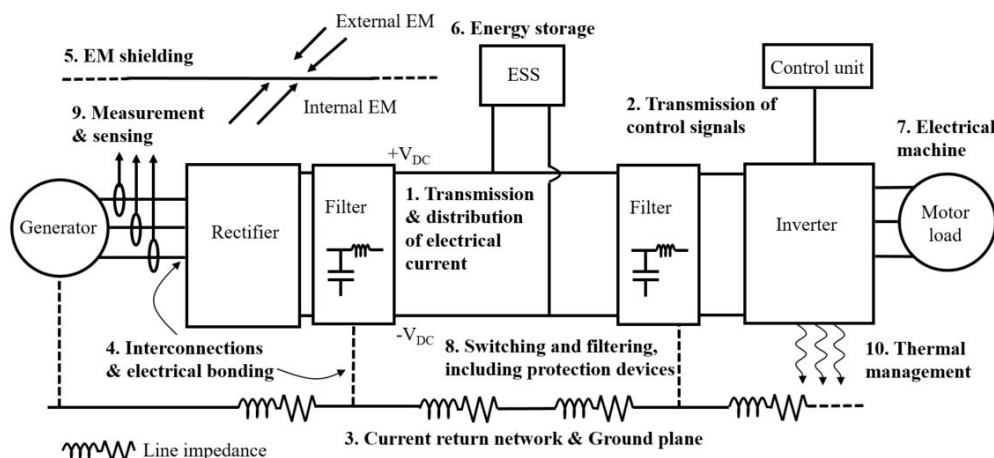 External EM
5. EM shielding
Internal EM
6. Energy storage
ESS
Control unit
9. Measurement
& sensing
2. Transmission of
control signals
7. Electrical
machine
+VDC
Generator
Rectifier
Filter
1. Transmission
& distribution
of electrical
current
Filter
Inverter
Motor
load
-VDC
4. Interconnections
& electrical bonding
8. Switching and filtering,
including protection devices
10. Thermal
management
3. Current return network & Ground plane
Line impedance